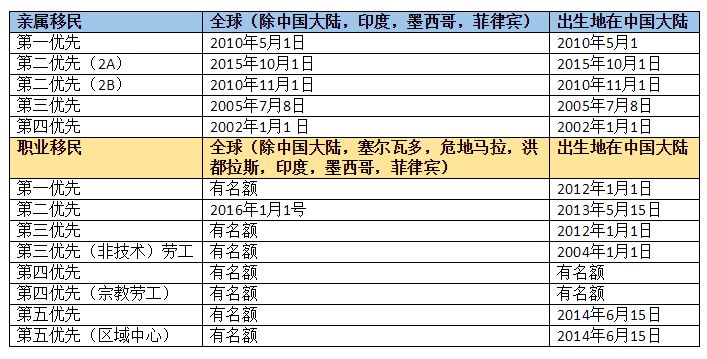 亲属移民 全球（除中国大陆，印度，墨西哥，菲律宾） 出生地在中国大陆
第一优先 2010年5月1日 2010年5月1
第二优先（2A） 2015年10月1日 2015年10月1日
第二优先（2B） 2010年11月1日 2010年11月1日
第三优先 2005年7月8日 2005年7月8日
第四优先 2002年1月1 日 2002年1月1日
职业移民 全球（除中国大陆，塞尔瓦多，危地马拉，洪 出生地在中国大陆
都拉斯，印度，墨西哥，菲律宾）
第一优先 有名额 2012年1月1日
第二优先 2016年1月1号 2013年5月15日
第三优先 有名额 2012年1月1日
第三优先（非技术）劳工 有名额 2004年1月1日
第四优先 有名额 有名额
第四优先（宗教劳工） 有名额 有名额
第五优先 有名额 2014年6月15日
第五优先（区域中心） 有名额 2014年6月15日